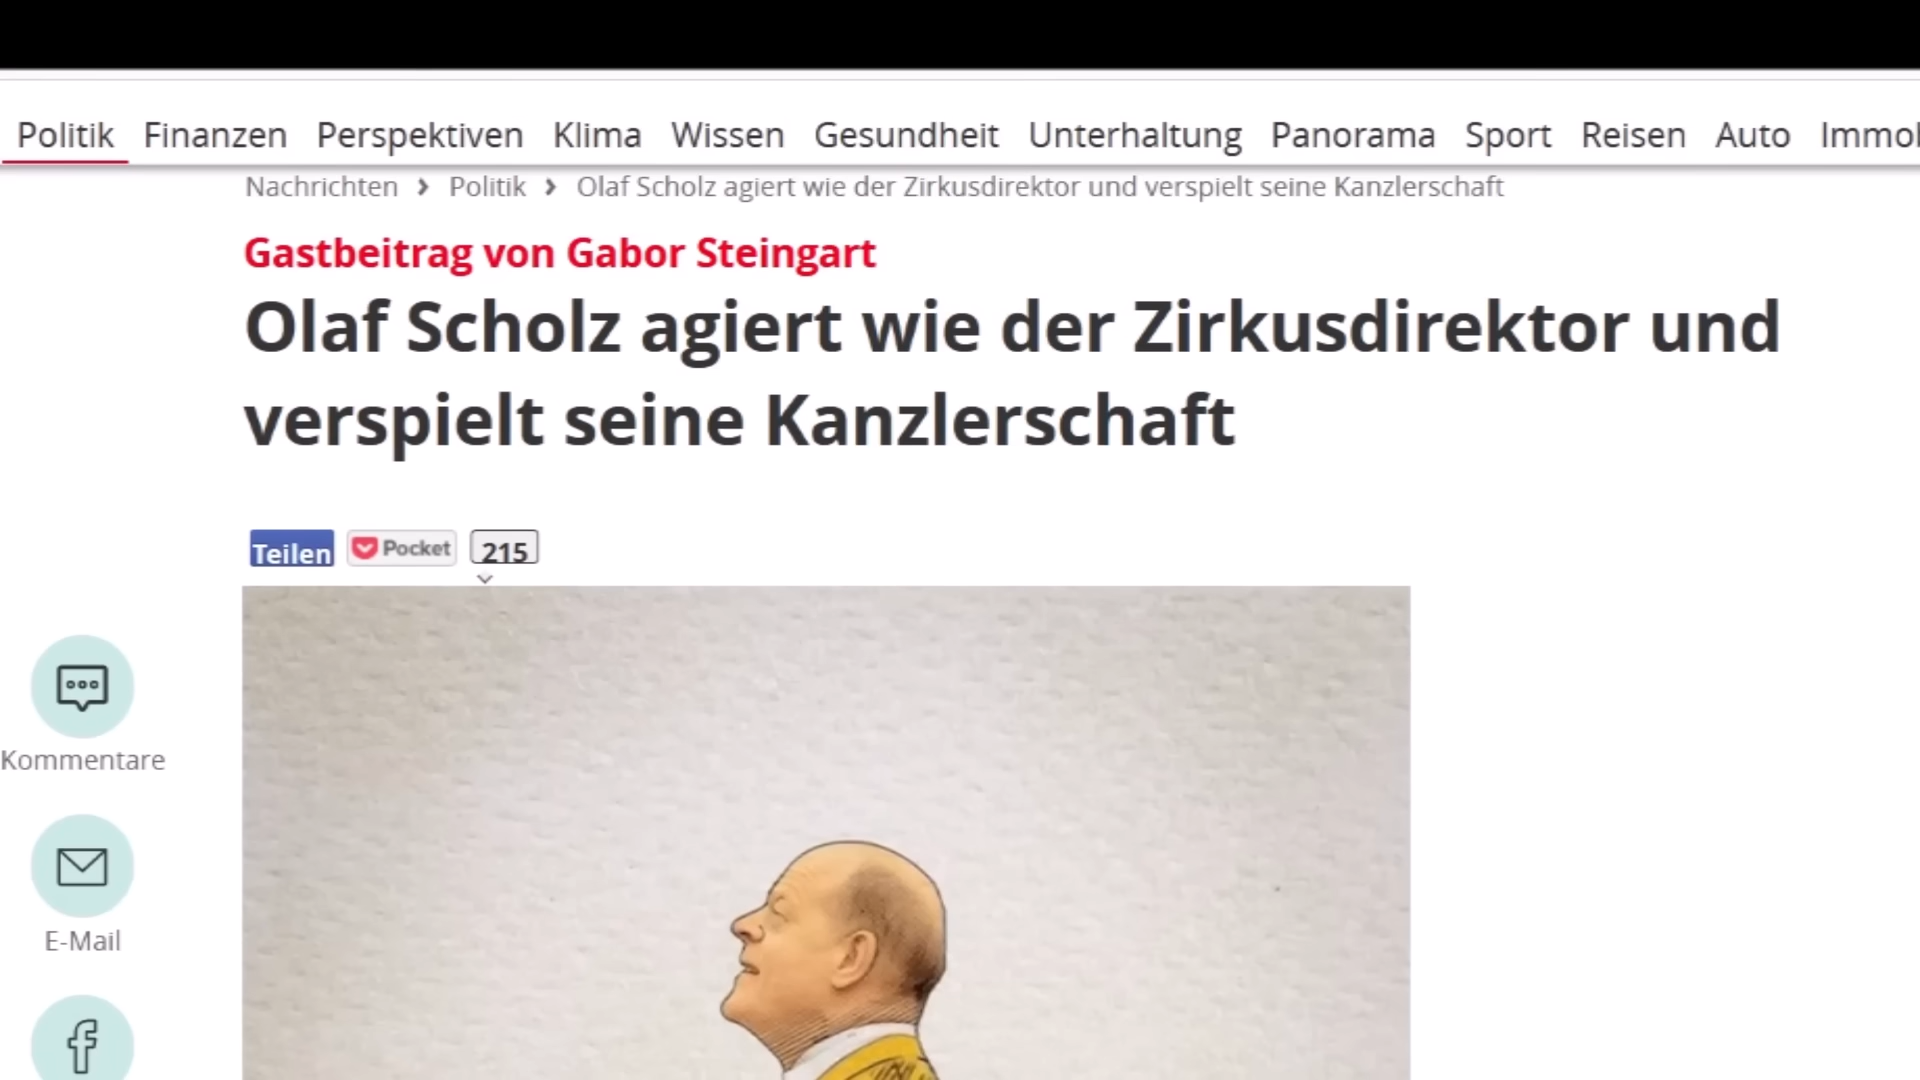 Politik Finanzen Perspektiven Klima Wissen Gesundheit Unterhaltung Panorama Sport Reisen Auto Immo
Nachrichten > Politik > Olaf Scholz agiert wie der Zirkusdirektor und verspielt seine Kanzlerschaft
Gastbeitrag von Gabor Steingart
Olaf Scholz agiert wie der Zirkusdirektor und
verspielt seine Kanzlerschaft
Teilen Pocket 215
Kommentare
E-Mail